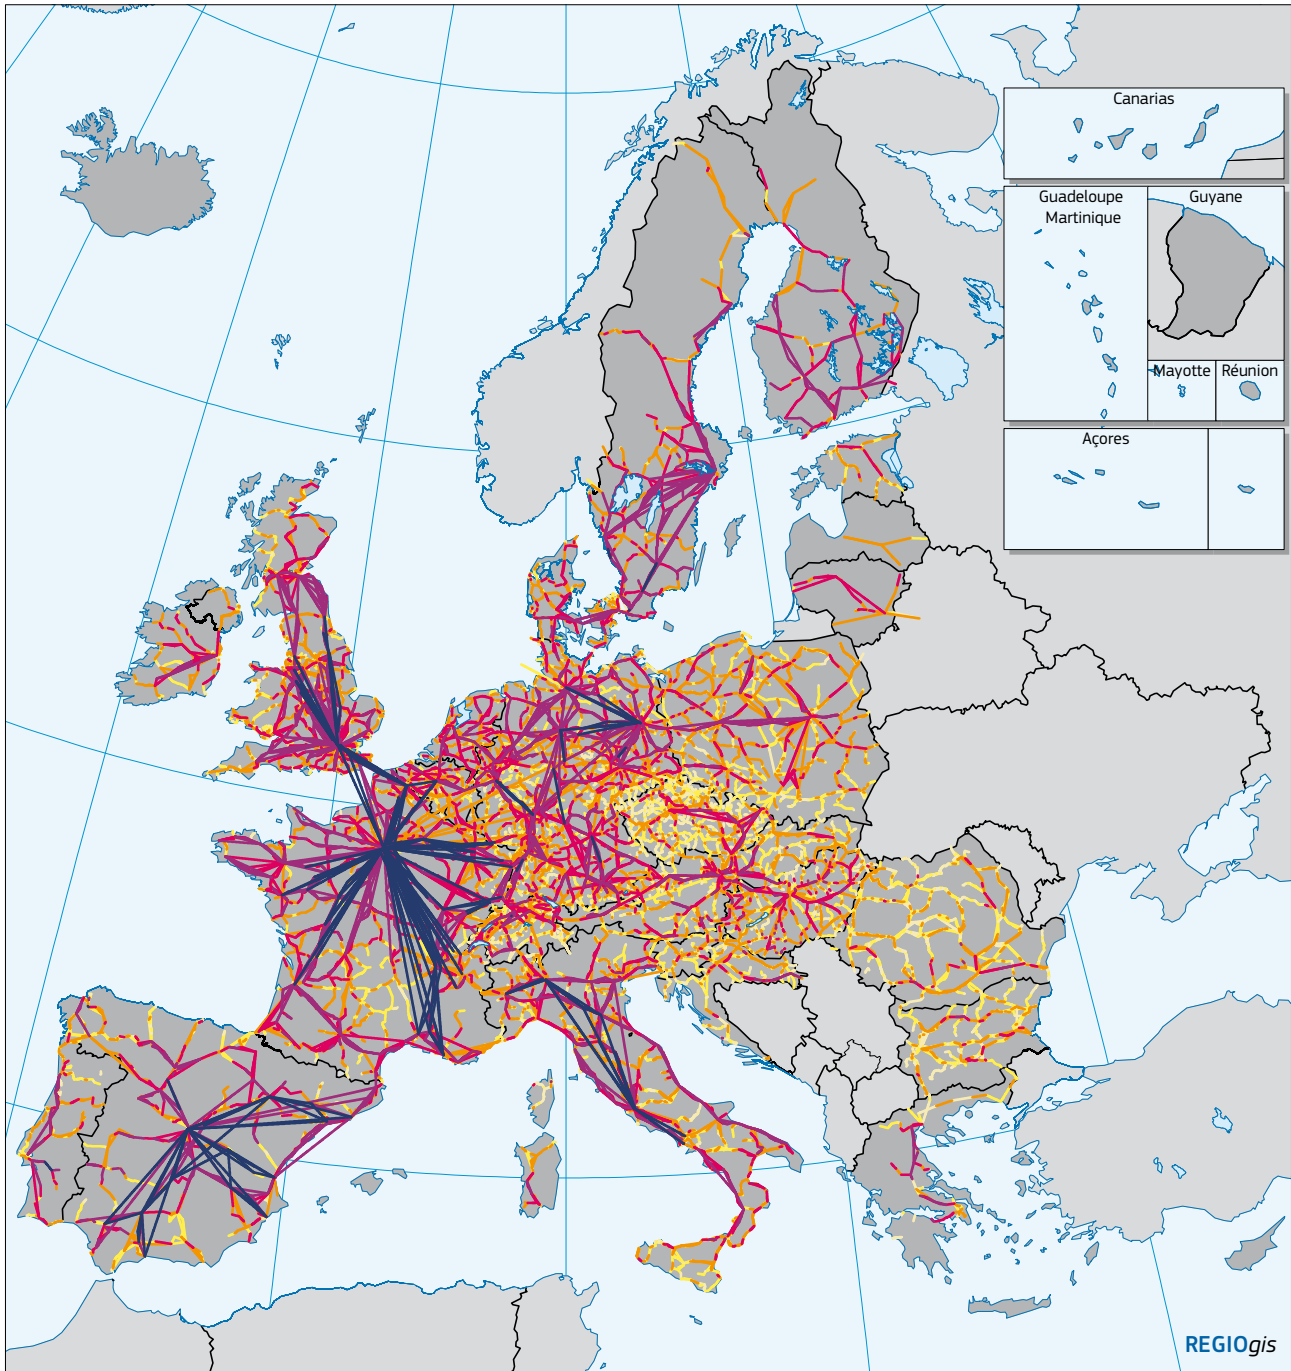 Canarias
Guadeloupe
Martinique
Guyane
Mayotte
Réunion
Açores
REGIOgis